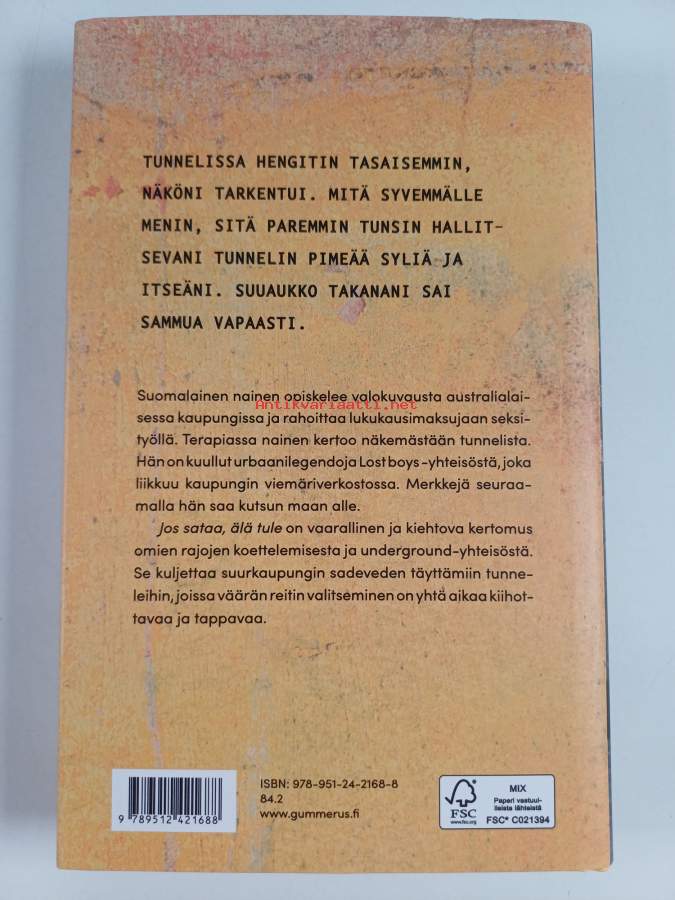 TUNNELISSA HENGITIN TASAISEMMIN,
NÄKÖNI TARKENTUI. MITÄ SYVEMMÄLLE
MENIN, SITÄ PAREMMIN TUNSIN HALLIT-
SEVANI TUNNELIN PIMEÄÄ SYLIÄ JA
ITSEÄNI. SUUAUKKO TAKANANI SAI
SAMMUA VAPAASTI.
Suomalainen nainen opiskelee valokuvausta australialai-
Antikvariaatti.net
sessa kaupungissa ja rahoittaa lukukausimaksujaan seksi-
työllä. Terapiassa nainen kertoo näkemästään tunnelista.
Hän on kuullut urbaanilegendoja Lost boys -yhteisöstä, joka
liikkuu kaupungin viemäriverkostossa. Merkkejä seuraa-
malla hän saa kutsun maan alle.
Jos sataa, älä tule on vaarallinen ja kiehtova kertomus
omien rajojen koettelemisesta ja underground-yhteisöstä.
Se kuljettaa suurkaupungin sadeveden täyttämiin tunne-
leihin, joissa väärän reitin valitseminen on yhtä aikaa kiihot-
tavaa ja tappavaa.
ISBN: 978-951-24-2168-8
84.2
www.gummerus.fi
9 789512 421688
FSC
www.fsc.org
MIX
Paperi vastuul-
lisista lähteistä
FSC® C021394